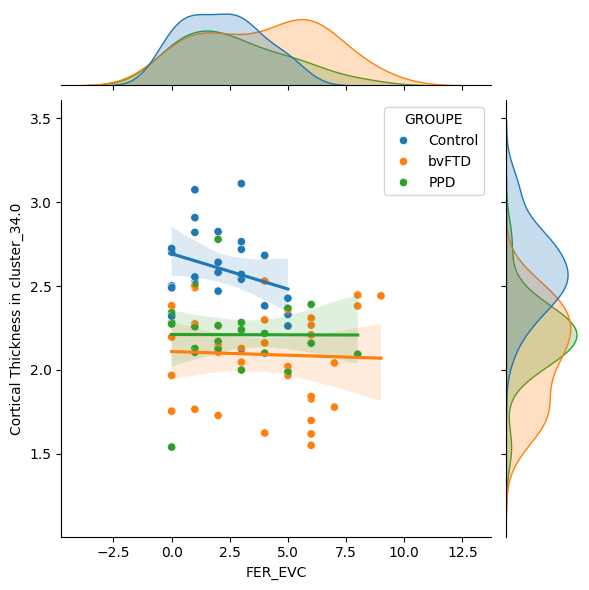 3.5
3.0
2.5
2.0
1.5
Cortical Thickness in cluster_34.0
GROUPE
Control
bvFTD
PPD
−2.5 0.0 2.5 5.0 7.5 10.0 12.5
FER_EVC